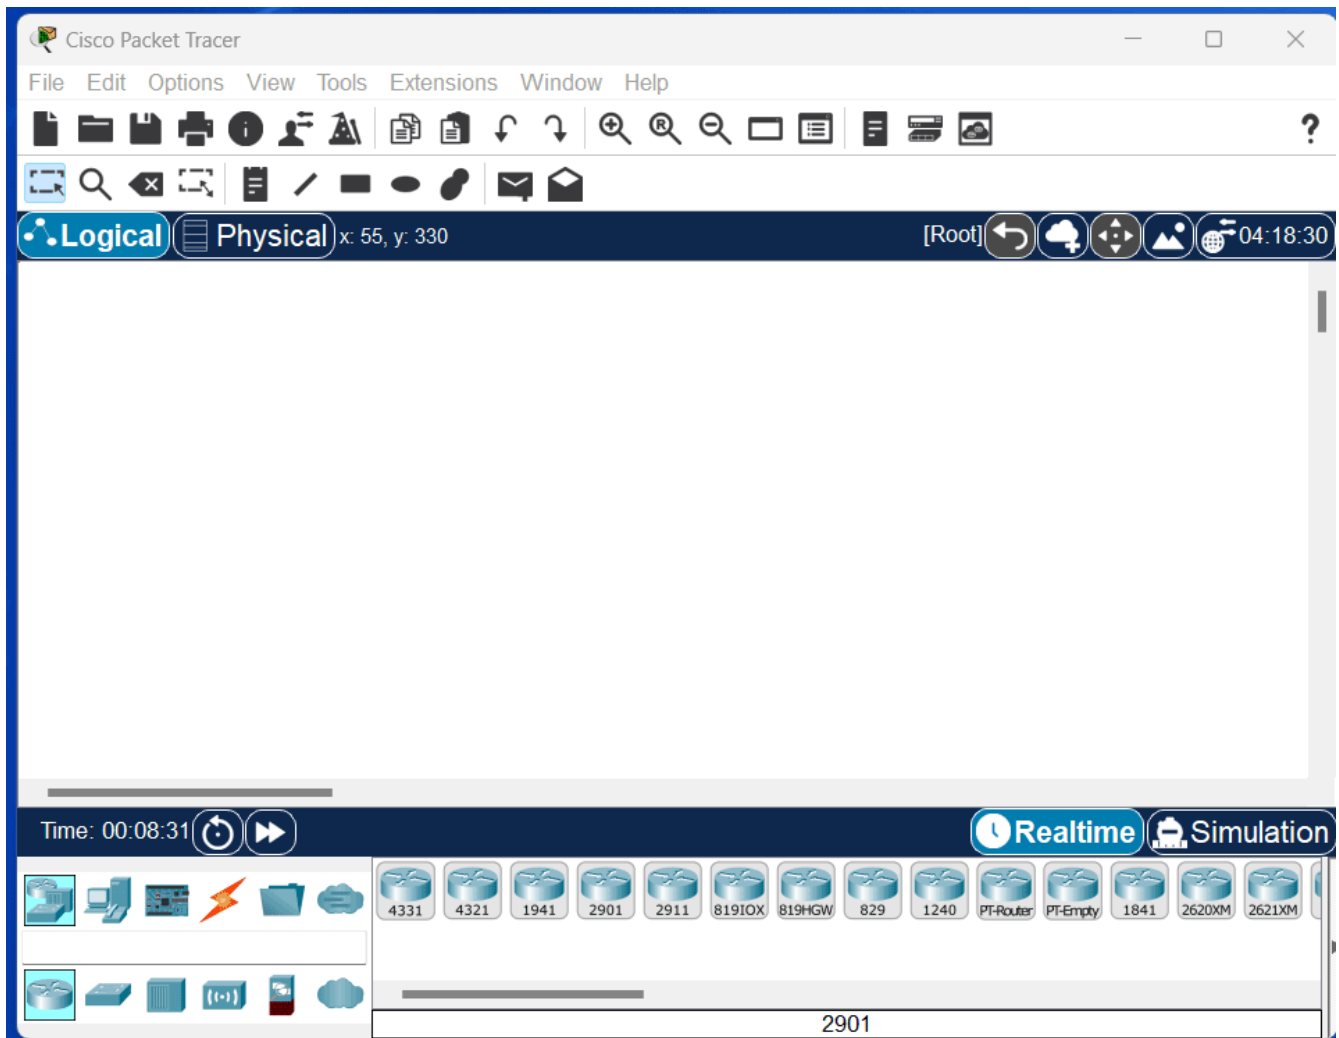 Cisco Packet Tracer
File Edit Options View Tools Extensions Window Help
Logical Physical x: 55, y: 330 [Root] 04:18:30
Time: 00:08:31 Realtime Simulation
4331 4321 1941 2901 2911 819IOX 819HGW 829 1240 PT-Router PT-Empty 1841 2620XM 2621XM
2901